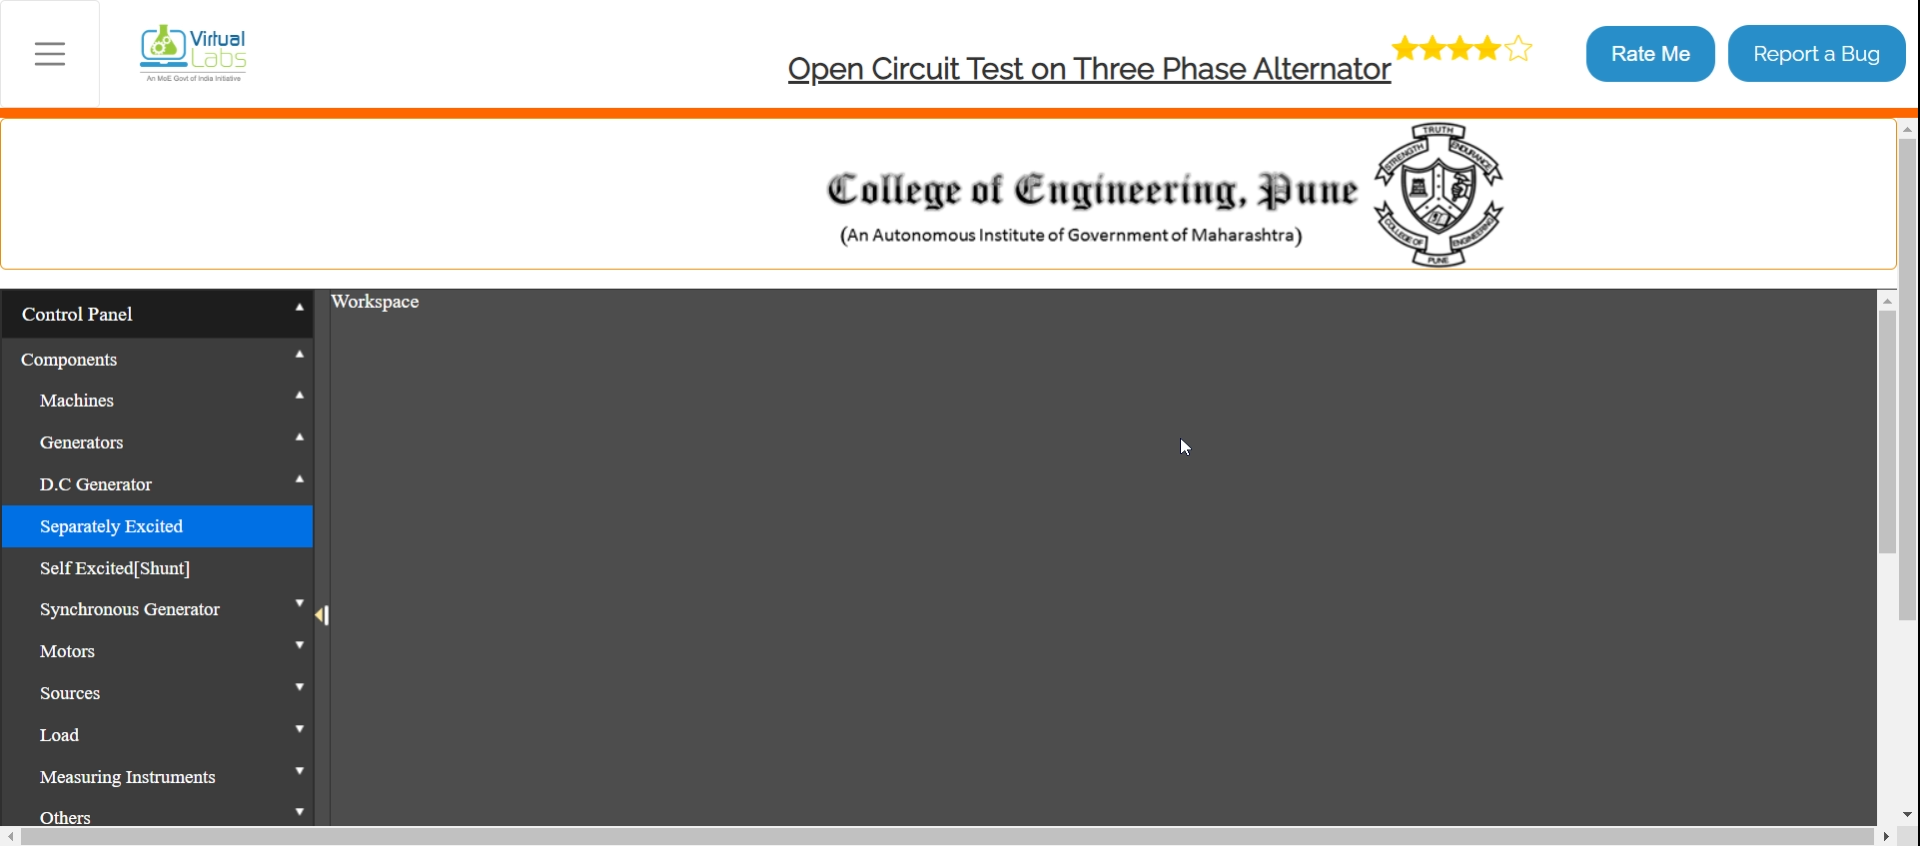 Virtual
Labs
An MoE Govt of India Initiative
Open Circuit Test on Three Phase Alternator
Rate Me
Report a Bug
College of Engineering, Pune
(An Autonomous Institute of Government of Maharashtra)
TRUTH
STRENGTH
ENDURANCE
COLLEGE OF
ENGINEERING
PUNE
Control Panel
Workspace
Components
Machines
Generators
D.C Generator
Separately Excited
Self Excited[Shunt]
Synchronous Generator
Motors
Sources
Load
Measuring Instruments
Others